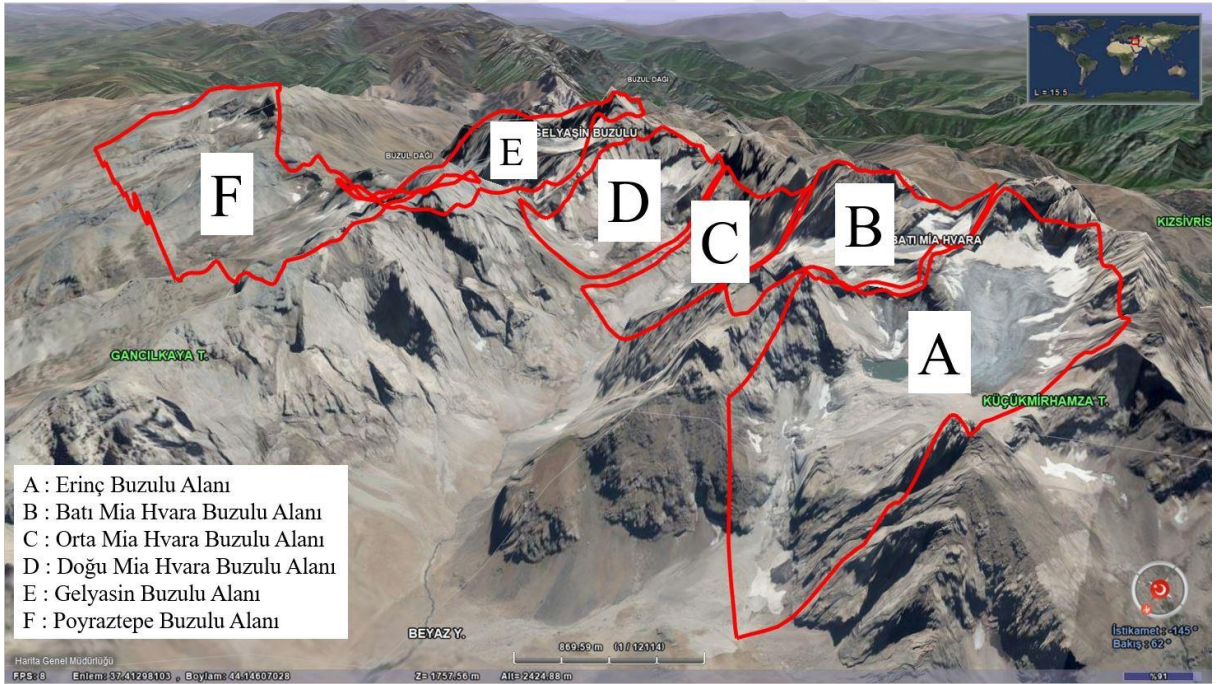 L = 15.5
BUZUL DAĞI
GELYAŞİN BUZULU
E
BUZUL DAĞI
F
D
C
B
BATI MIA HVARA
KIZSİVRİS
A
GANCILKAYA T.
KÜÇÜKMİRHAMZA T.
A : Erinç Buzulu Alanı
B : Batı Mia Hvara Buzulu Alanı
C : Orta Mia Hvara Buzulu Alanı
D : Doğu Mia Hvara Buzulu Alanı
E : Gelyasin Buzulu Alanı
F : Poyraztepe Buzulu Alanı
BEYAZ Y.
869.59 m (1 / 12114)
İstikamet : -145 °
Bakış : 62 °
Harita Genel Müdürlüğü
FPS: 8 Enlem: 37.41298103 , Boylam: 44.14607028 Z= 1757.56 m Alt= 2424.88 m %91